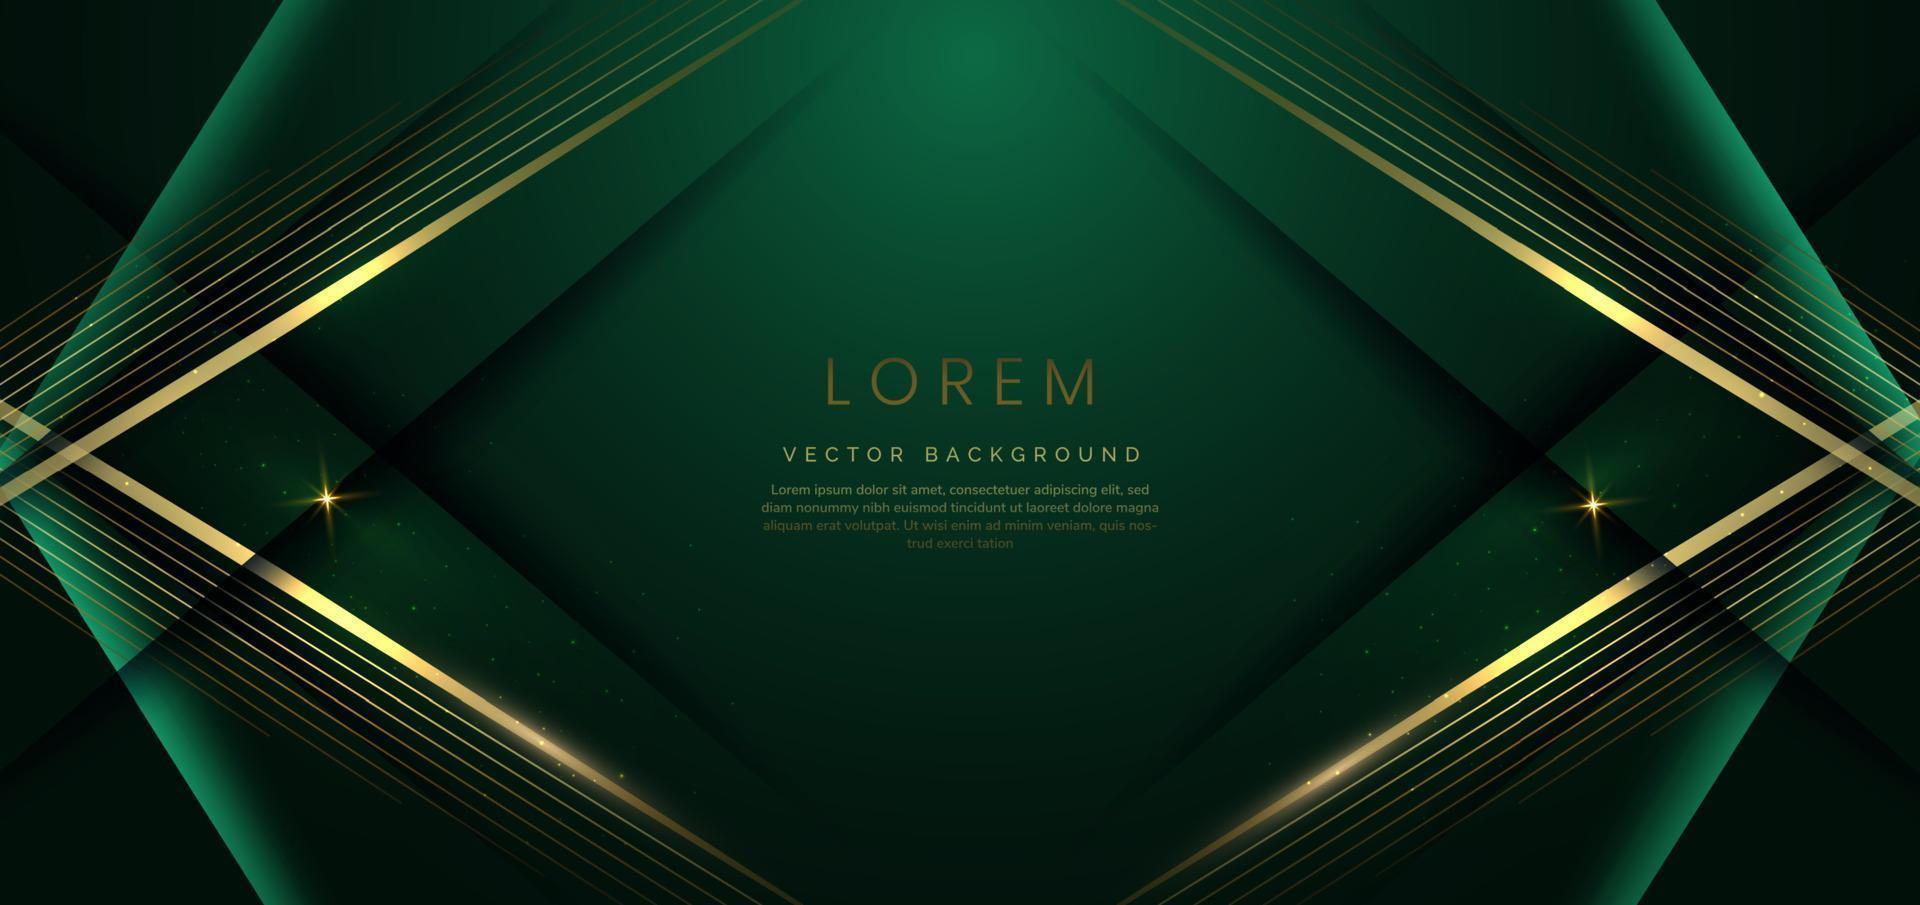 LOREM
VECTOR BACKGROUND
Lorem ipsum dolor sit amet, consectetuer adipiscing elit, sed
diam nonummy nibh euismod tincidunt ut laoreet dolore magna
aliquam erat volutpat. Ut wisi enim ad minim veniam, quis nos-
trud exerci tation